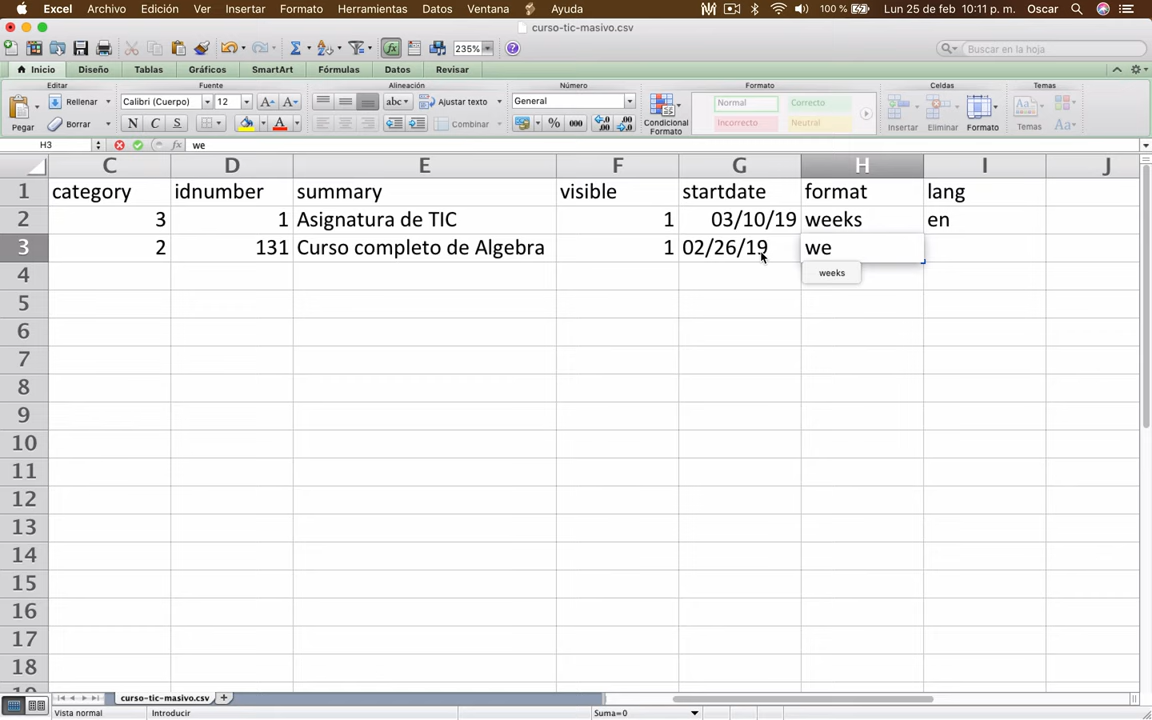 Excel Archivo Edición Ver Insertar Formato Herramientas Datos Ventana Ayuda 100 % Lun 25 de feb 10:11 p. m. Oscar
curso-tic-masivo.csv
235% Buscar en la hoja
Inicio Diseño Tablas Gráficos SmartArt Fórmulas Datos Revisar
Editar Fuente Alineación Número Formato Celdas Temas
Rellenar Calibri (Cuerpo) 12 A A abc Ajustar texto General Normal Correcto Aa
Pegar Borrar N C S A Combinar % 000 Condicional Formato Incorrecto Neutral Insertar Eliminar Formato Temas Aa
H3 fx we
C D E F G H I J
1 category idnumber summary visible startdate format lang
2 3 1 Asignatura de TIC 1 03/10/19 weeks en
3 2 131 Curso completo de Algebra 1 02/26/19 we
4 weeks
5
6
7
8
9
10
11
12
13
14
15
16
17
18
curso-tic-masivo.csv
Vista normal Introducir Suma=0